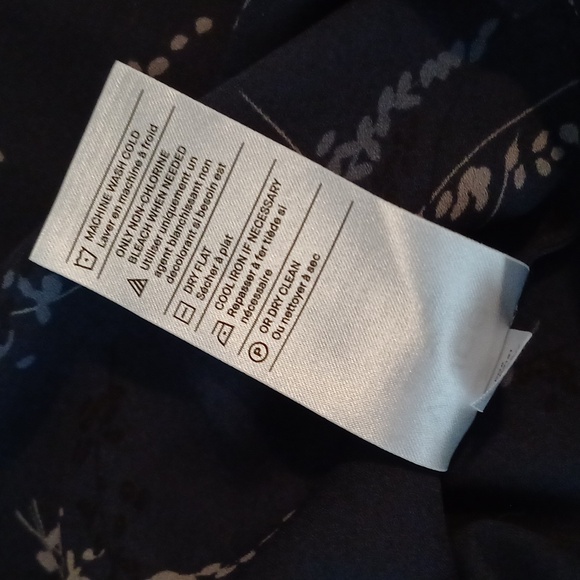 MACHINE WASH COLD
Laver en machine à froid
ONLY NON-CHLORINE
BLEACH WHEN NEEDED
Utiliser uniquement un
agent blanchissant non
décolorant si besoin est
DRY FLAT
Sécher à plat
COOL IRON IF NECESSARY
Repasser à fer tiède si
nécessaire
P
OR DRY CLEAN
Ou nettoyer à sec